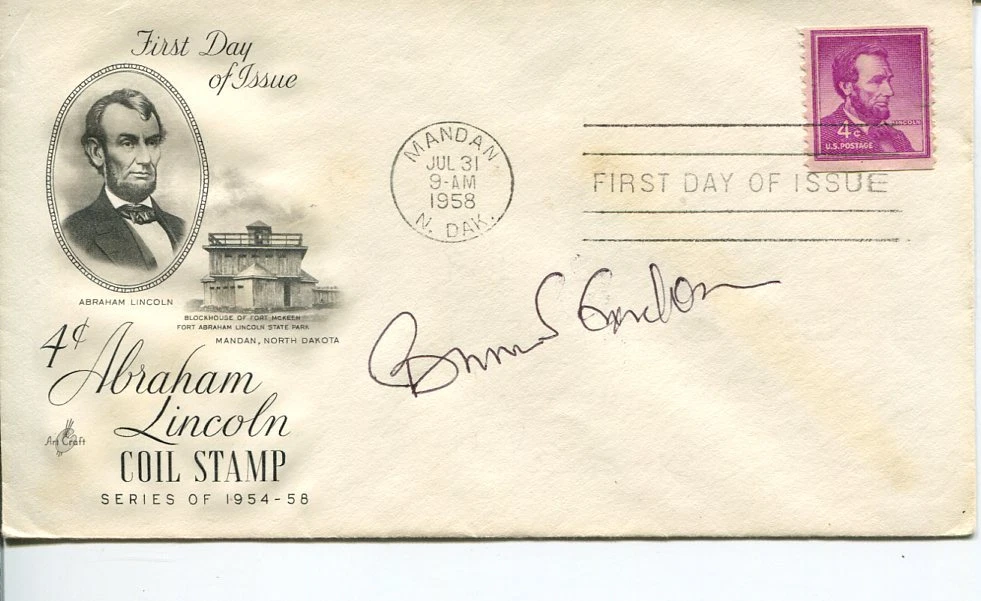 First Day
of Issue
ABRAHAM LINCOLN
BLOCKHOUSE OF FORT McKEEN
FORT ABRAHAM LINCOLN STATE PARK
MANDAN, NORTH DAKOTA
4¢
Abraham
Lincoln
COIL STAMP
SERIES OF 1954-58
Art Craft
MANDAN,
JUL 31
9-AM
1958
N. DAK.
LINCOLN
4¢
U.S. POSTAGE
FIRST DAY OF ISSUE
Gordon